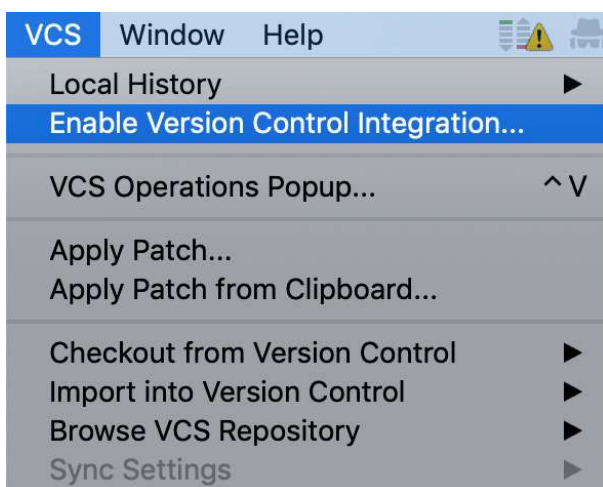 VCS Window Help
Local History
Enable Version Control Integration...
VCS Operations Popup... ^V
Apply Patch...
Apply Patch from Clipboard...
Checkout from Version Control
Import into Version Control
Browse VCS Repository
Sync Settings